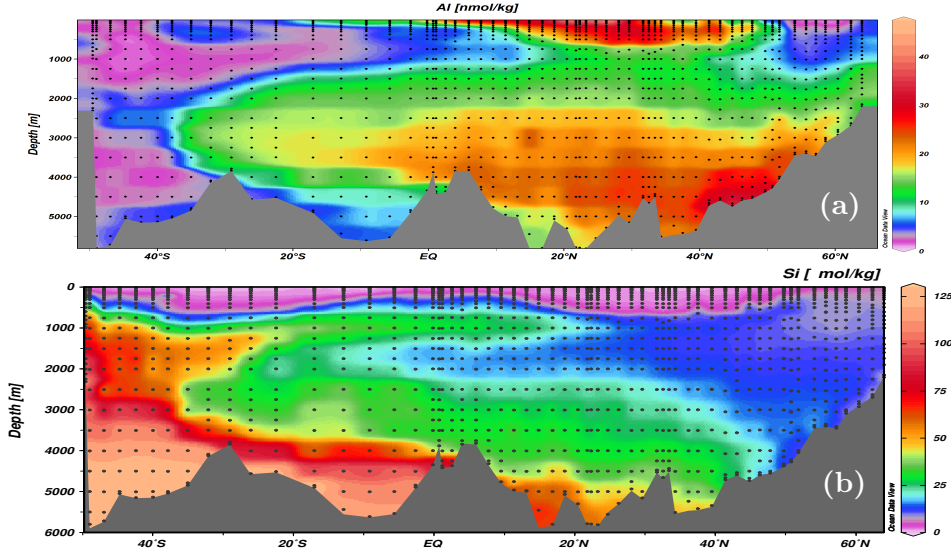 Al [nmol/kg]
Depth [m]
1000
2000
3000
4000
5000
40°S
20°S
EQ
20°N
40°N
60°N
(a)
Ocean Data View
40
30
20
10
0
Si [ mol/kg]
Depth [m]
0
1000
2000
3000
4000
5000
6000
40°S
20°S
EQ
20°N
40°N
60°N
(b)
Ocean Data View
125
100
75
50
25
0